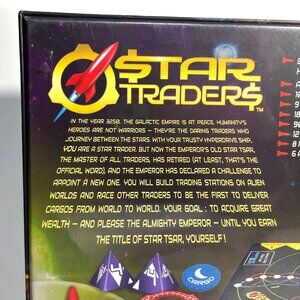 $TAR
TRADER$
TM
IN THE YEAR 3250, THE GALACTIC EMPIRE IS AT PEACE. HUMANITY'S
HEROES ARE NOT WARRIORS – THEY'RE THE DARING TRADERS WHO
JOURNEY BETWEEN THE STARS. WITH YOUR TRUSTY HYPERDRIVE SHIP,
YOU ARE A STAR TRADER. BUT NOW THE EMPEROR'S OLD STAR TSAR,
THE MASTER OF ALL TRADERS, HAS RETIRED (AT LEAST, THAT'S THE
OFFICIAL WORD), AND THE EMPEROR HAS DECLARED A CHALLENGE TO
APPOINT A NEW ONE. YOU WILL BUILD TRADING STATIONS ON ALIEN
WORLDS AND RACE OTHER TRADERS TO BE THE FIRST TO DELIVER
CARGOS FROM WORLD TO WORLD. YOUR GOAL: TO ACQUIRE GREAT
WEALTH – AND PLEASE THE ALMIGHTY EMPEROR – UNTIL YOU EARN
THE TITLE OF STAR TSAR, YOURSELF!
CARGO